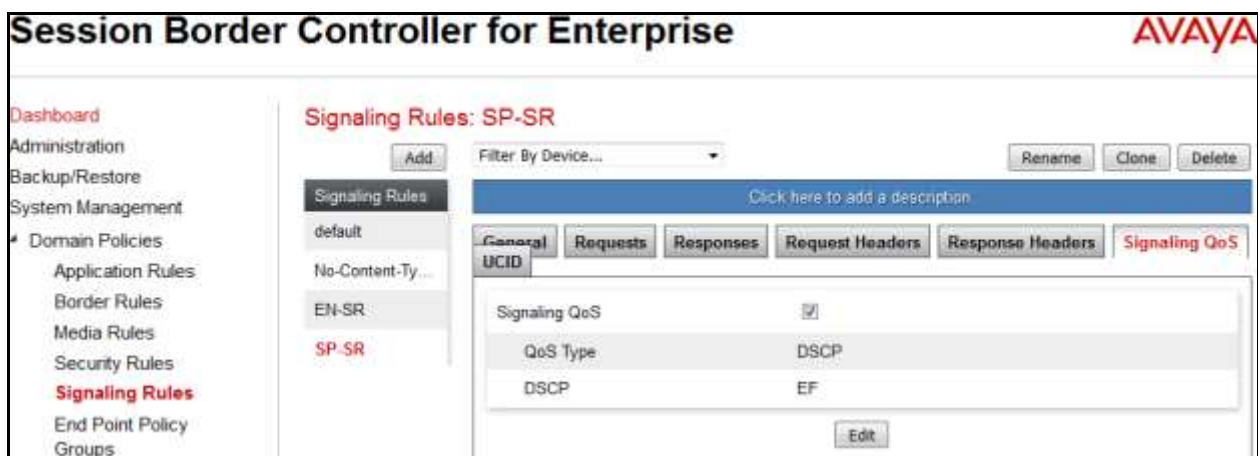 Session Border Controller for Enterprise
AVAYA
Dashboard
Administration
Backup/Restore
System Management
Domain Policies
Application Rules
Border Rules
Media Rules
Security Rules
Signaling Rules
End Point Policy
Groups
Signaling Rules: SP-SR
Add
Filter By Device...
Rename
Clone
Delete
Signaling Rules
default
No-Content-Ty...
EN-SR
SP-SR
Click here to add a description.
General
Requests
Responses
Request Headers
Response Headers
Signaling QoS
UCID
Signaling QoS
QoS Type DSCP
DSCP EF
Edit